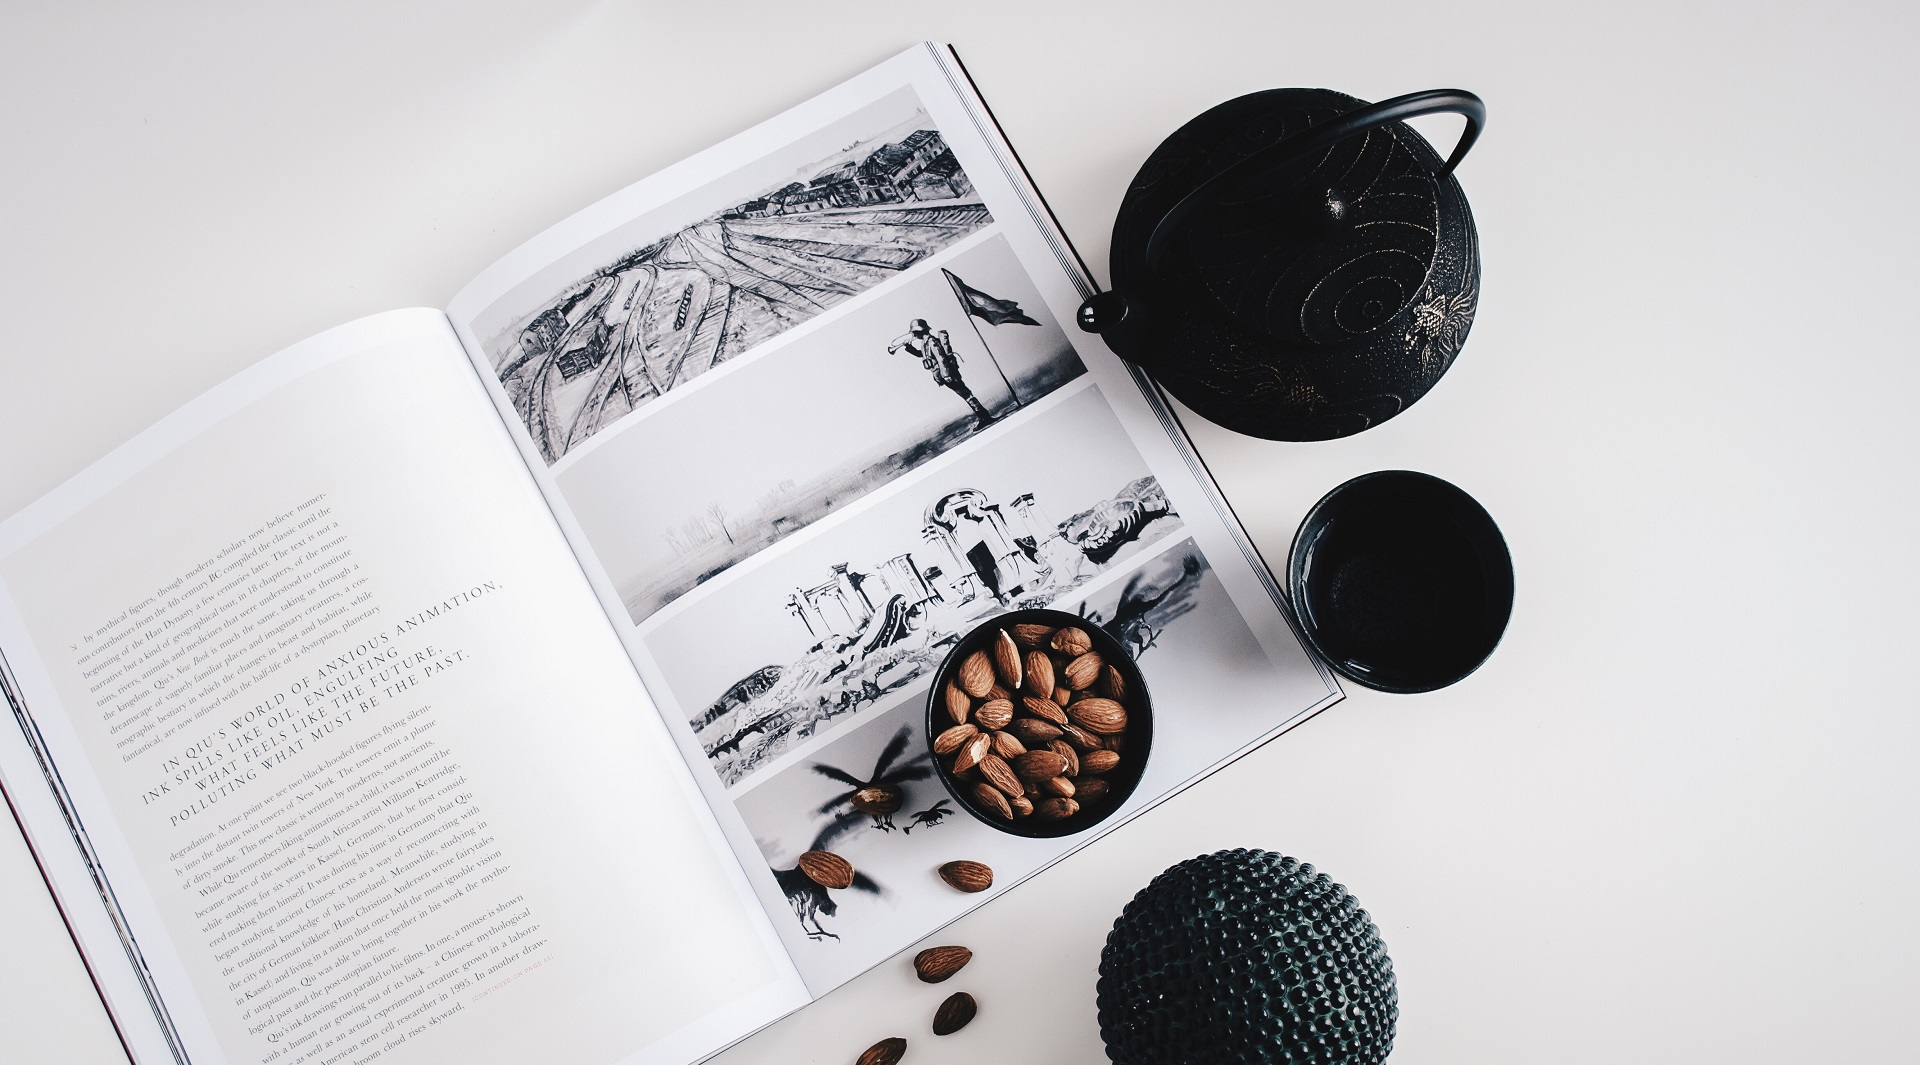 by mythical figures, though modern scholars now believe numer-
ous contributors from the 4th century BC compiled the classic until the
beginning of the Han Dynasty a few centuries later. The text is not a
narrative but a kind of geographical tour, in 18 chapters, of the moun-
tains, rivers, animals and medicines that were understood to constitute
the kingdom. Qiu's New Book is much the same, taking us through a
dreamscape of vaguely familiar places and imaginary creatures, a cos-
mographic bestiary in which the changes in beast and habitat, while
fantastical, are now infused with the half-life of a dystopian, planetary
IN QIU'S WORLD OF ANXIOUS ANIMATION,
INK SPILLS LIKE OIL, ENGULFING
WHAT FEELS LIKE THE FUTURE,
POLLUTING WHAT MUST BE THE PAST.
degradation. At one point we see two black-hooded figures flying silent-
ly into the distant twin towers of New York. The towers emit a plume
of dirty smoke. This new classic is written by moderns, not ancients.
While Qiu remembers liking animations as a child, it was not until he
became aware of the works of South African artist William Kentridge,
while studying for six years in Kassel, Germany, that he first consid-
ered making them himself. It was during his time in Germany that Qiu
began studying ancient Chinese texts as a way of reconnecting with
the traditional knowledge of his homeland. Meanwhile, studying in
the city of German folklore (Hans Christian Andersen wrote fairytales
in Kassel) and living in a nation that once held the most ignoble vision
of utopianism, Qiu was able to bring together in his work the mytho-
logical past and the post-utopian future.
Qiu's ink drawings run parallel to his films. In one, a mouse is shown
with a human ear growing out of its back – a Chinese mythological
as well as an actual experimental creature grown in a labora-
American stem cell researcher in 1995. In another draw-
broom cloud rises skyward,